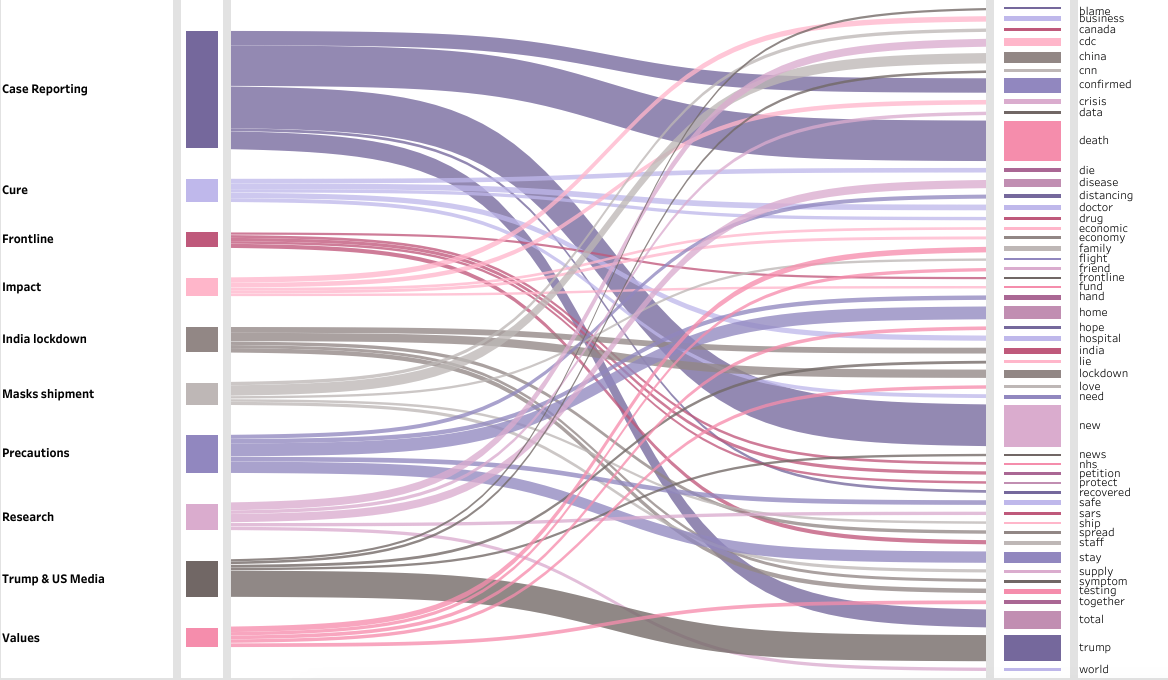 Case Reporting
Cure
Frontline
Impact
India lockdown
Masks shipment
Precautions
Research
Trump & US Media
Values
blame
business
canada
cdc
china
cnn
confirmed
crisis
data
death
die
disease
distancing
doctor
drug
economic
economy
family
flight
friend
frontline
fund
hand
home
hope
hospital
india
lie
lockdown
love
need
new
news
nhs
petition
protect
recovered
safe
sars
ship
spread
staff
stay
supply
symptom
testing
together
total
trump
world